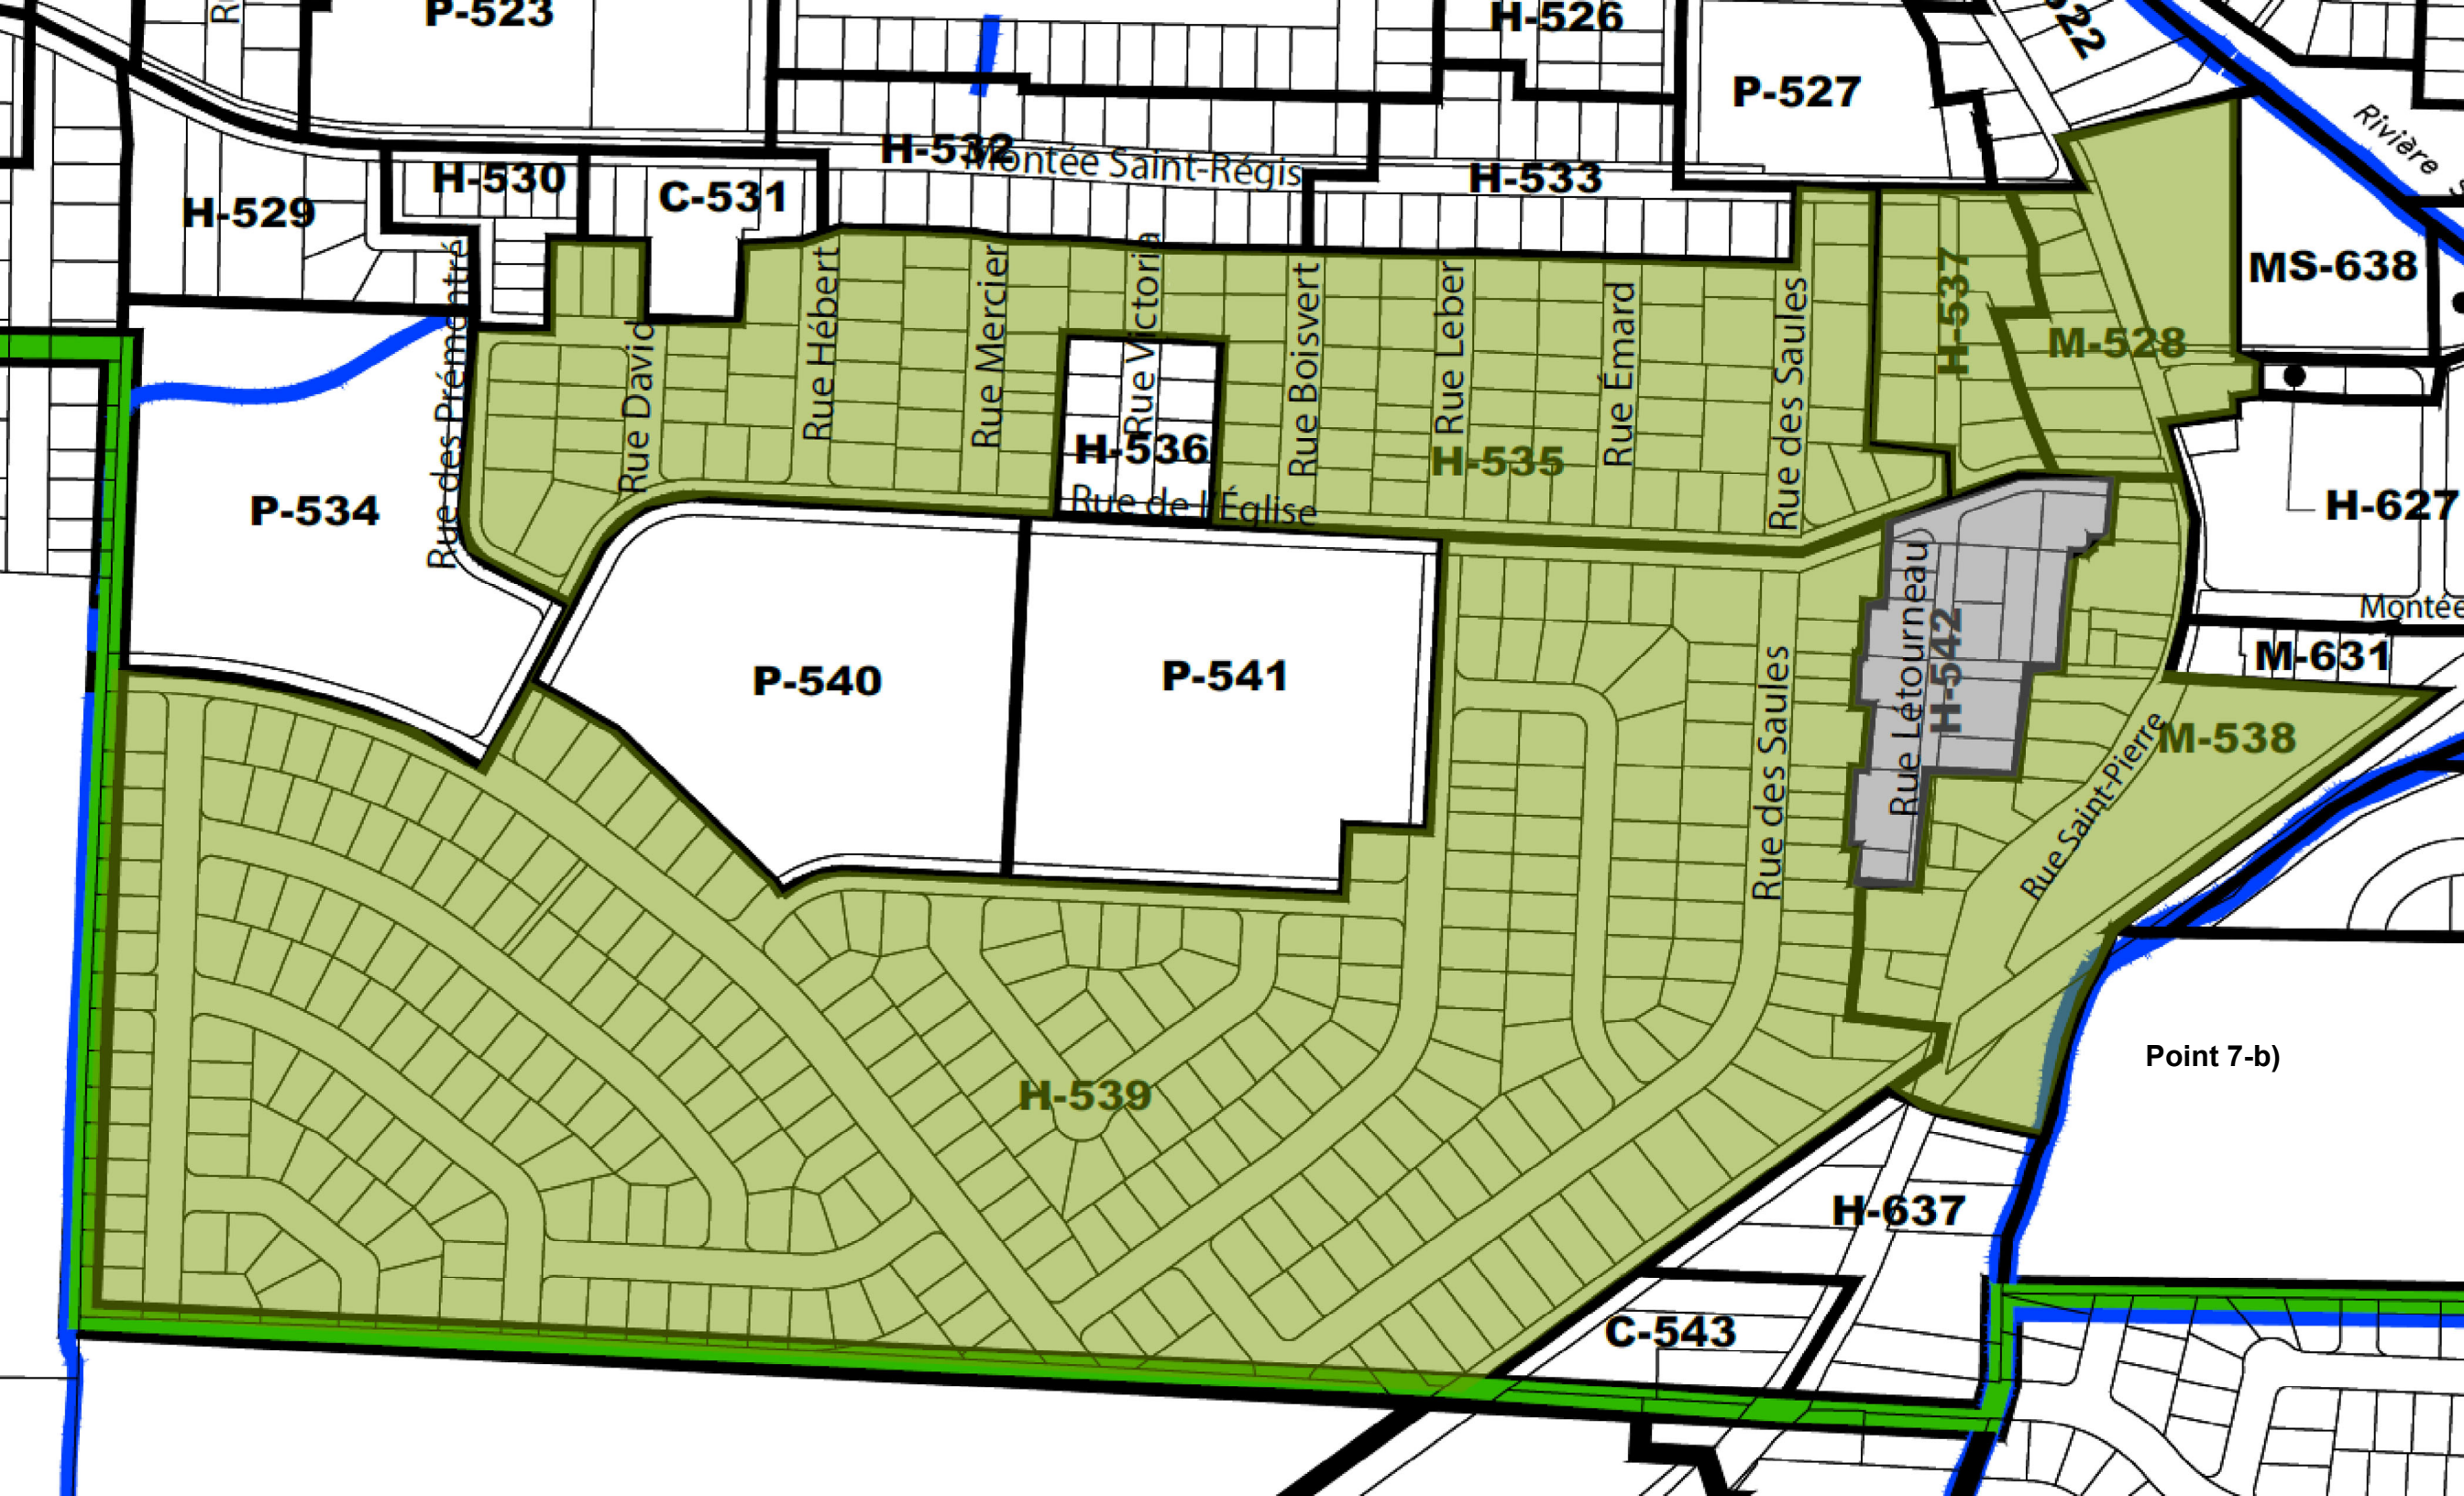 P-523
H-526
522
P-527
Rivière S
H-532
Montée Saint-Régis
H-530
H-533
C-531
H-529
MS-638
H-537
M-528
Rue des Prémontré
Rue David
Rue Hébert
Rue Mercier
Rue Victoria
Rue Boisvert
Rue Leber
Rue Émard
Rue des Saules
H-536
H-535
Rue de l'Église
P-534
H-627
Montée
M-631
P-540
P-541
Rue des Saules
Rue Létourneau
H-542
M-538
Rue Saint-Pierre
Point 7-b)
H-539
H-637
C-543